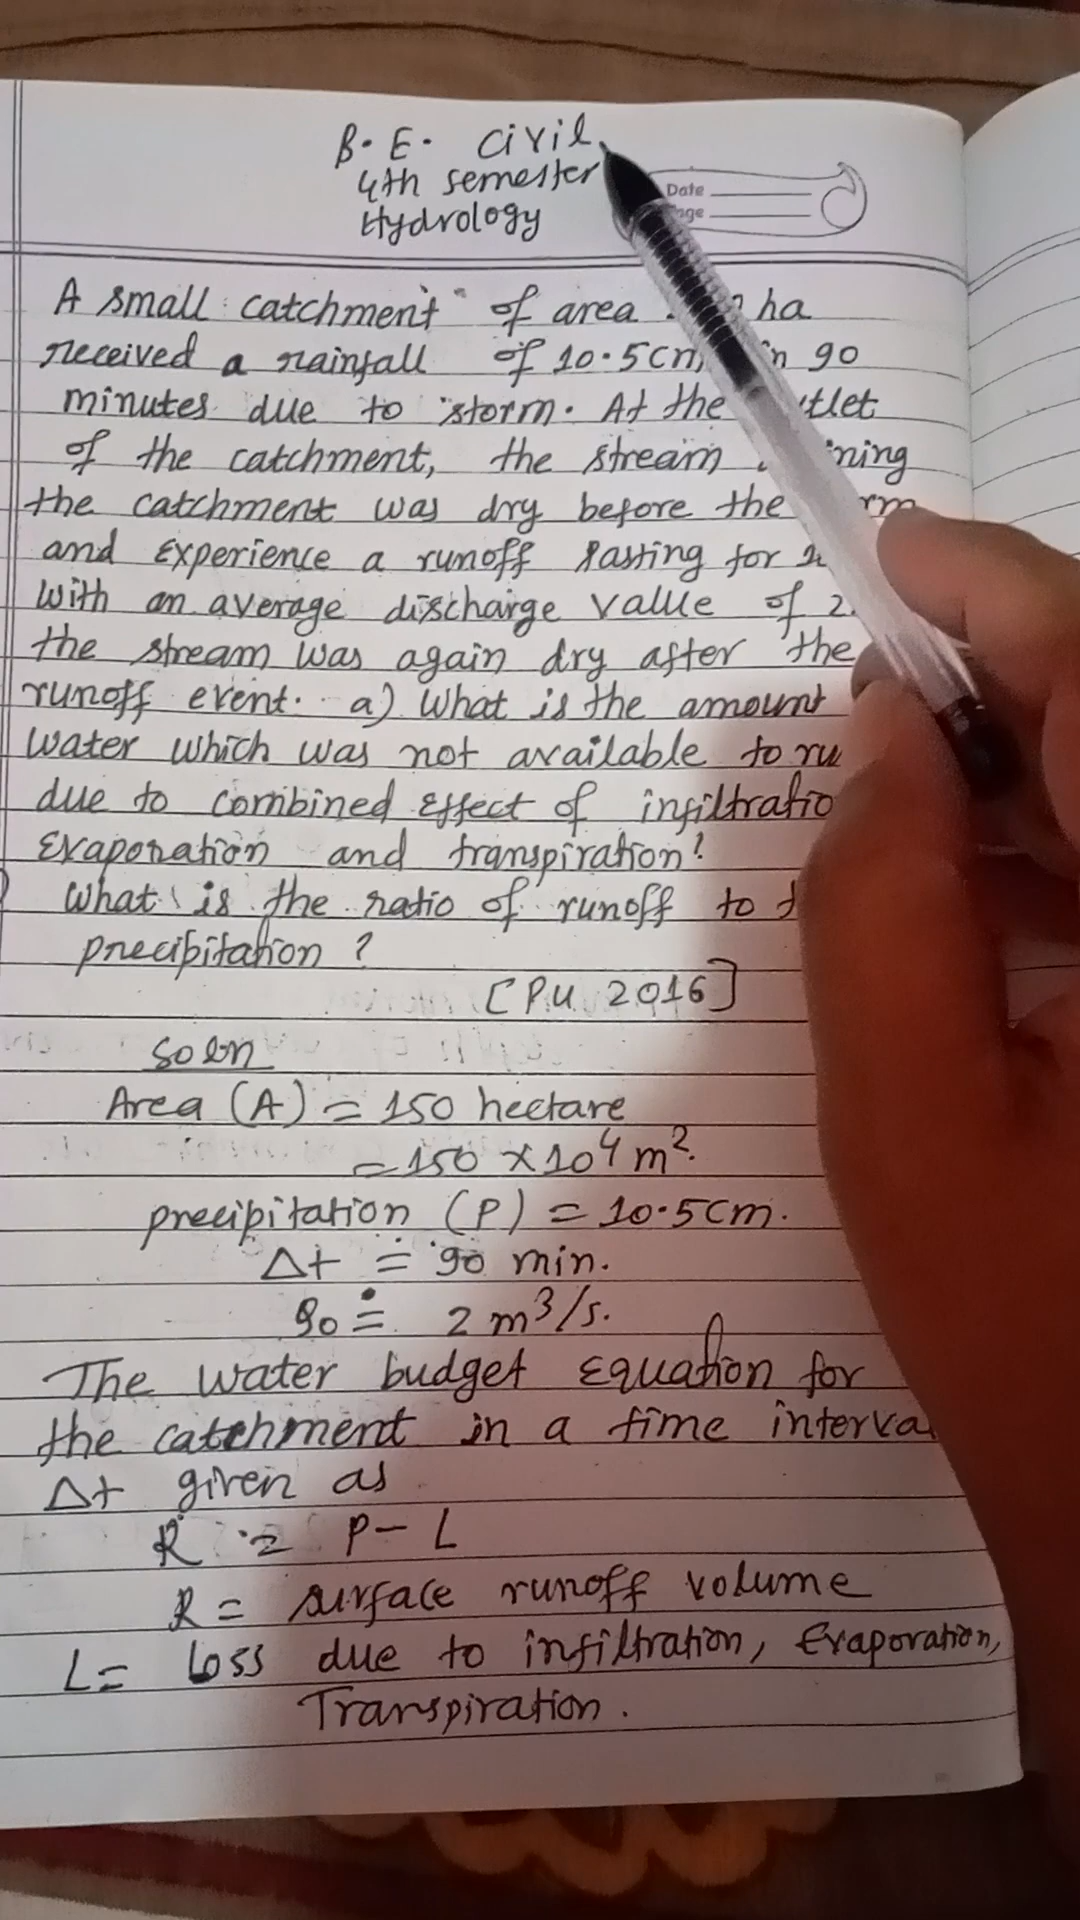 B.E. Civil
4th semester
Hydrology
Date
A small catchment of area ha
received a rainfall of 10.5cm in 90
minutes due to storm. At the
of the catchment, the stream
the catchment was dry before the
and Experience a runoff lasting for
with an average discharge value of 2.
the stream was again dry after the
runoff event. a) What is the amount
Water which was not available to
due to combined Effect of
Evaporation and transpiration?
What is the ratio of runoff to
precipitation?
[PU 2016]
Soln
Area (A) = 150 hectare
= 150 × 10⁴ m².
precipitation (P) = 10.5cm.
Δt = 90 min.
= 2 m³/s.
The water budget Equation for
the catchment in a time
Δt given as
R = P - L
R = surface runoff volume
L = Loss due to infiltration, Evaporation,
Transpiration.